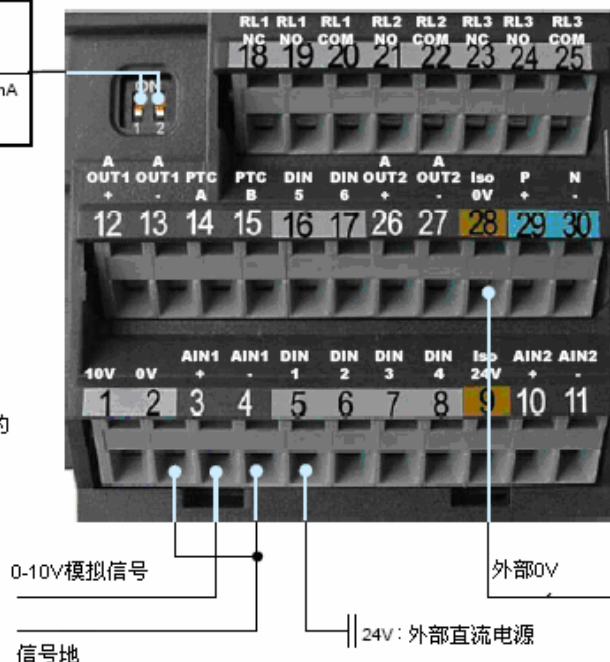 mA
RL1 RL1 RL1 RL2 RL2 RL3 RL3 RL3
NC NO COM NO COM NC NO COM
18 19 20 21 22 23 24 25
ON
1 2
A A A A
OUT1 OUT1 PTC PTC DIN DIN OUT2 OUT2 Iso P N
+ - A B 5 6 + - 0V + -
12 13 14 15 16 17 26 27 28 29 30
AIN1 AIN1 DIN DIN DIN DIN Iso AIN2 AIN2
10V 0V + - 1 2 3 4 24V + -
1 2 3 4 5 6 7 8 9 10 11
的
0-10V模拟信号
外部0V
24V：外部直流电源
信号地